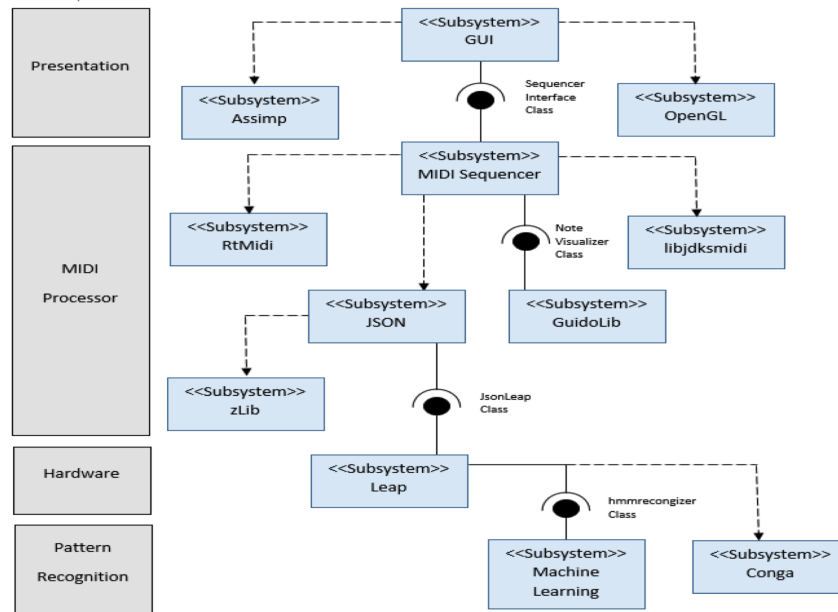 Presentation
<<Subsystem>>
GUI
Sequencer
Interface
Class
<<Subsystem>>
Assimp
<<Subsystem>>
OpenGL
MIDI
Processor
<<Subsystem>>
MIDI Sequencer
<<Subsystem>>
RtMidi
Note
Visualizer
Class
<<Subsystem>>
libjdksmidi
<<Subsystem>>
JSON
<<Subsystem>>
GuidoLib
<<Subsystem>>
zLib
JsonLeap
Class
Hardware
<<Subsystem>>
Leap
hmmrecongizer
Class
Pattern
Recognition
<<Subsystem>>
Machine
Learning
<<Subsystem>>
Conga